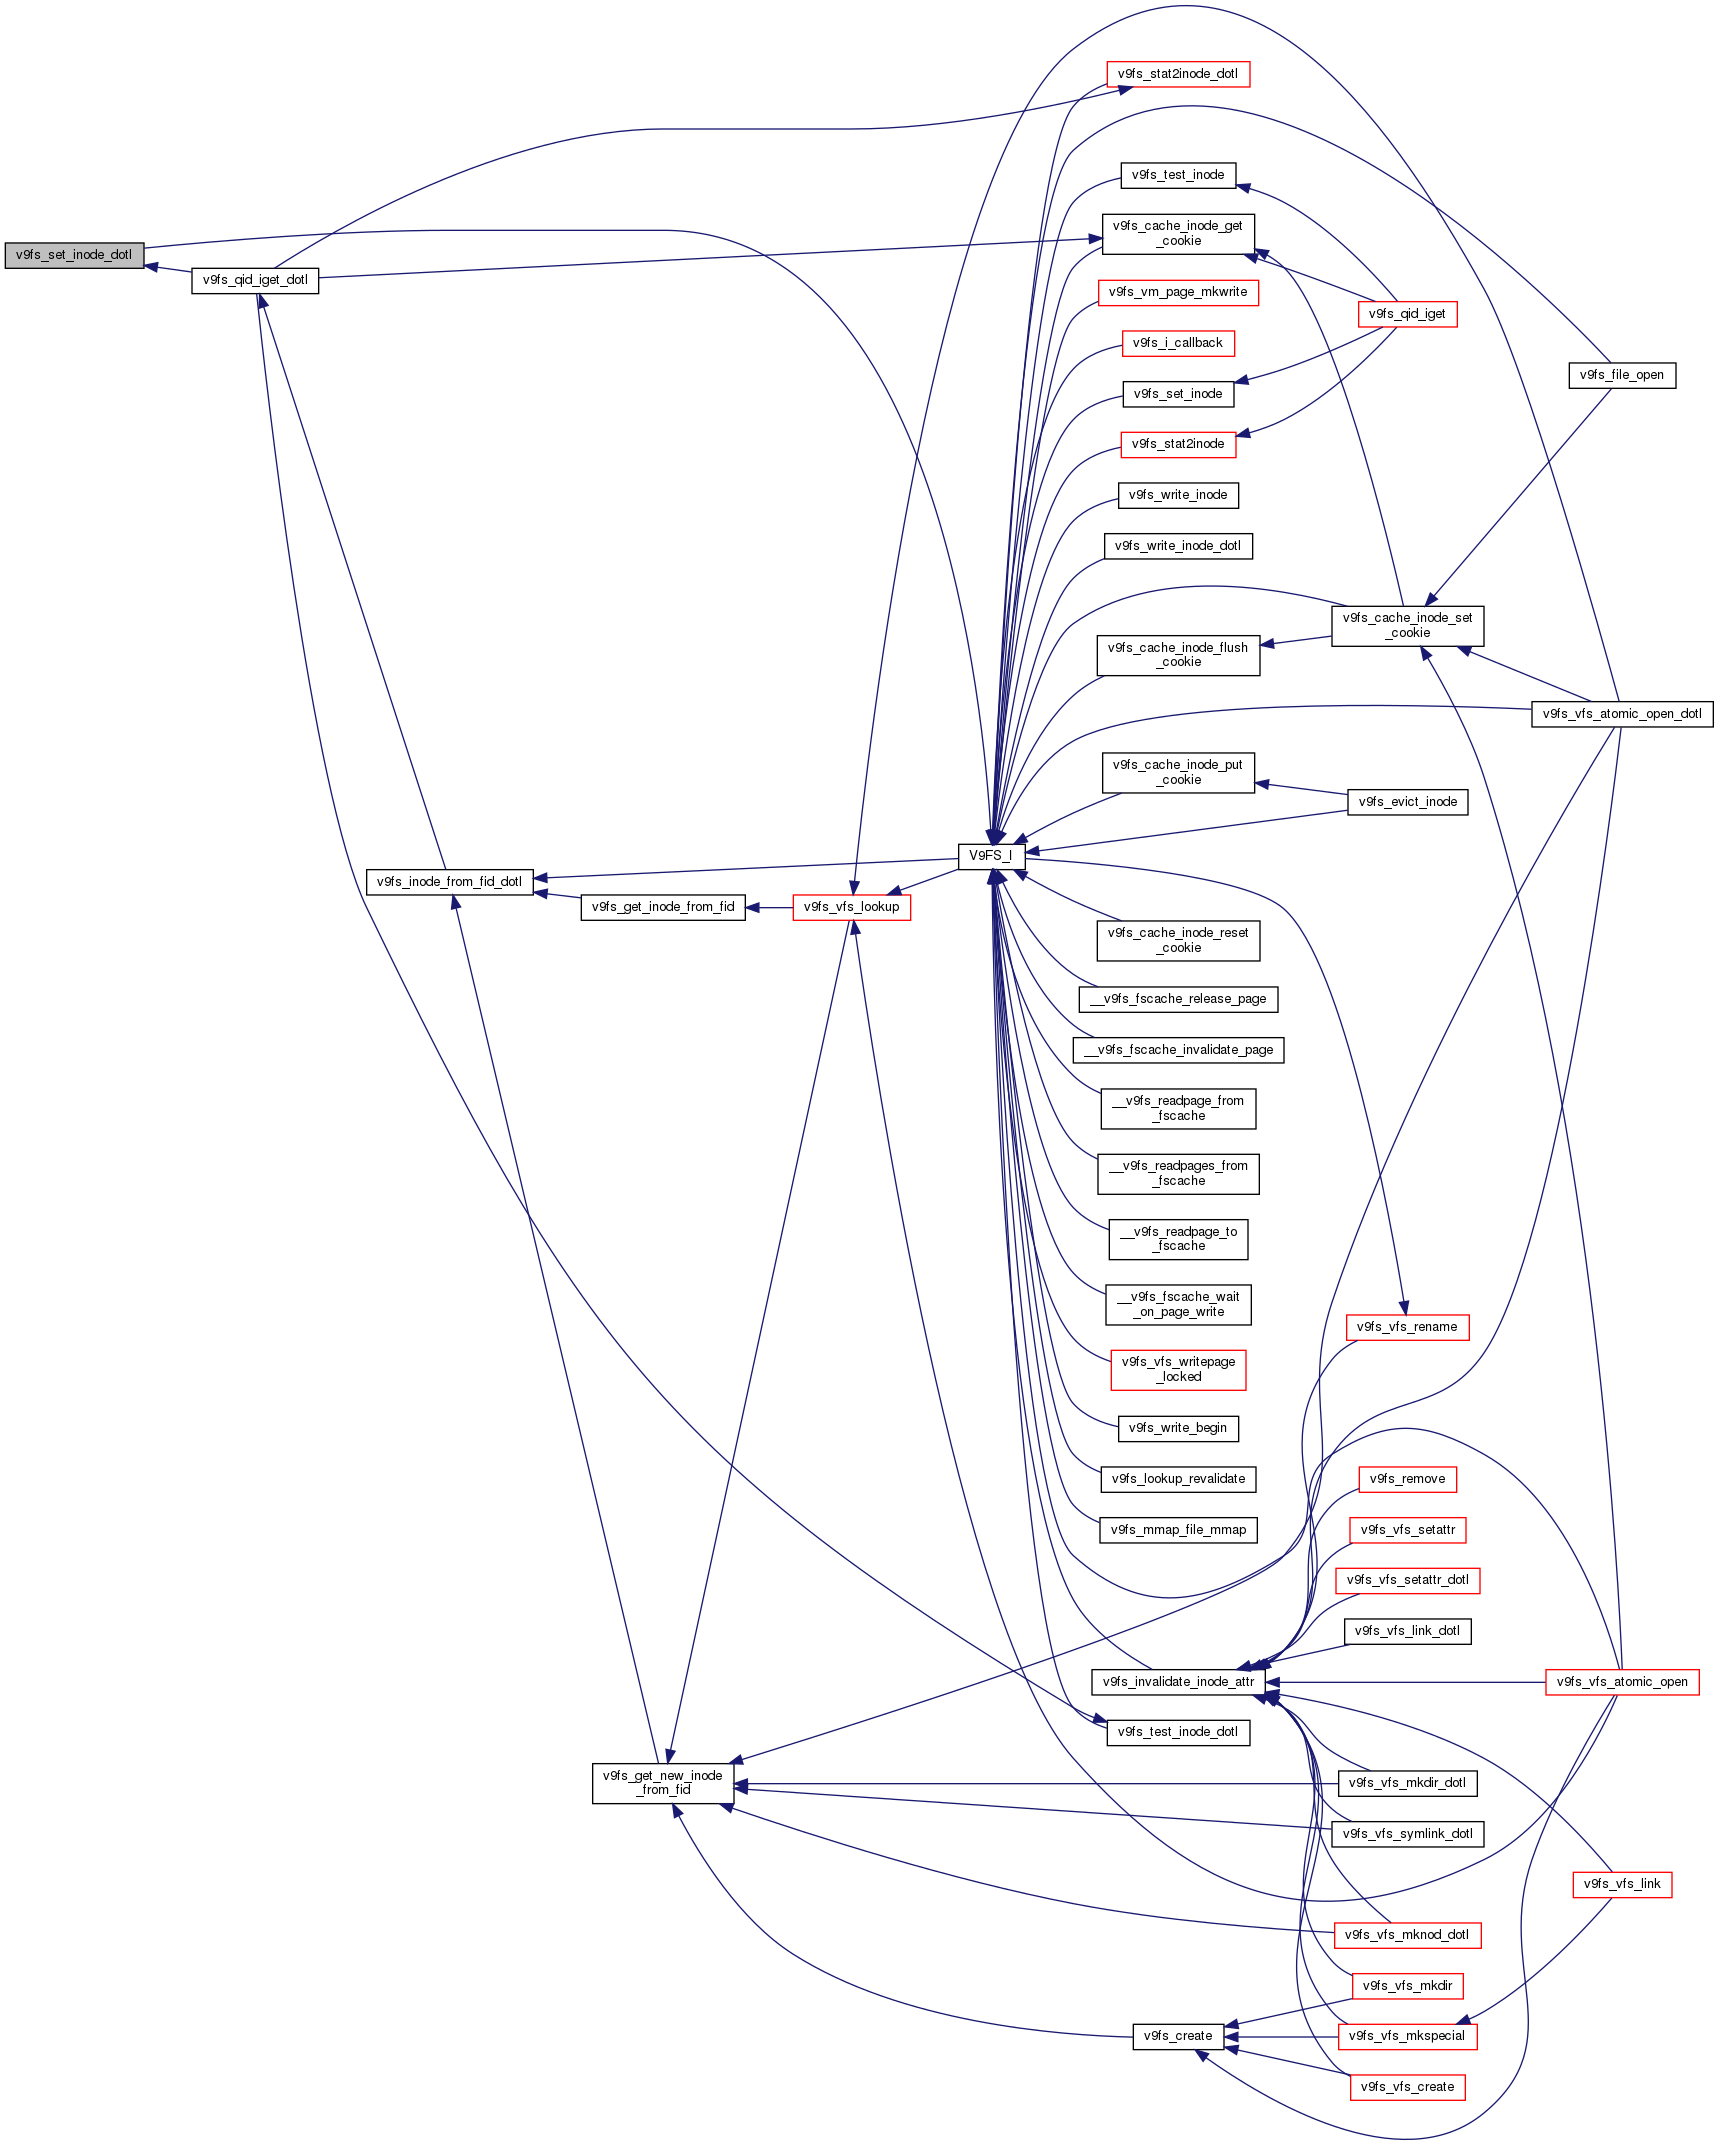 v9fs_stat2inode_dotl
v9fs_test_inode
v9fs_cache_inode_get
_cookie
v9fs_set_inode_dotl
v9fs_qid_iget_dotl
v9fs_vm_page_mkwrite
v9fs_qid_iget
v9fs_i_callback
v9fs_file_open
v9fs_set_inode
v9fs_stat2inode
v9fs_write_inode
v9fs_write_inode_dotl
v9fs_cache_inode_set
_cookie
v9fs_cache_inode_flush
_cookie
v9fs_vfs_atomic_open_dotl
v9fs_cache_inode_put
_cookie
v9fs_evict_inode
V9FS_I
v9fs_inode_from_fid_dotl
v9fs_get_inode_from_fid
v9fs_vfs_lookup
v9fs_cache_inode_reset
_cookie
__v9fs_fscache_release_page
__v9fs_fscache_invalidate_page
__v9fs_readpage_from
_fscache
__v9fs_readpages_from
_fscache
__v9fs_readpage_to
_fscache
__v9fs_fscache_wait
_on_page_write
v9fs_vfs_rename
v9fs_vfs_writepage
_locked
v9fs_write_begin
v9fs_lookup_revalidate
v9fs_remove
v9fs_mmap_file_mmap
v9fs_vfs_setattr
v9fs_vfs_setattr_dotl
v9fs_vfs_link_dotl
v9fs_invalidate_inode_attr
v9fs_vfs_atomic_open
v9fs_test_inode_dotl
v9fs_get_new_inode
_from_fid
v9fs_vfs_mkdir_dotl
v9fs_vfs_symlink_dotl
v9fs_vfs_link
v9fs_vfs_mknod_dotl
v9fs_vfs_mkdir
v9fs_create
v9fs_vfs_mkspecial
v9fs_vfs_create